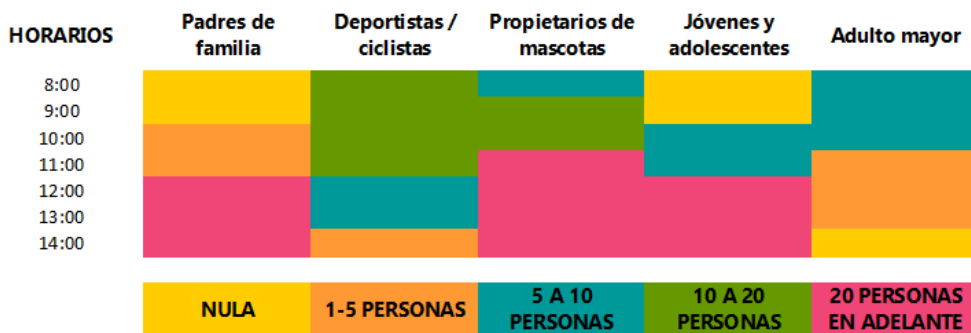 HORARIOS
Padres de
familia
Deportistas /
ciclistas
Propietarios de
mascotas
Jóvenes y
adolescentes
Adulto mayor
8:00
9:00
10:00
11:00
12:00
13:00
14:00
NULA
1-5 PERSONAS
5 A 10
PERSONAS
10 A 20
PERSONAS
20 PERSONAS
EN ADELANTE